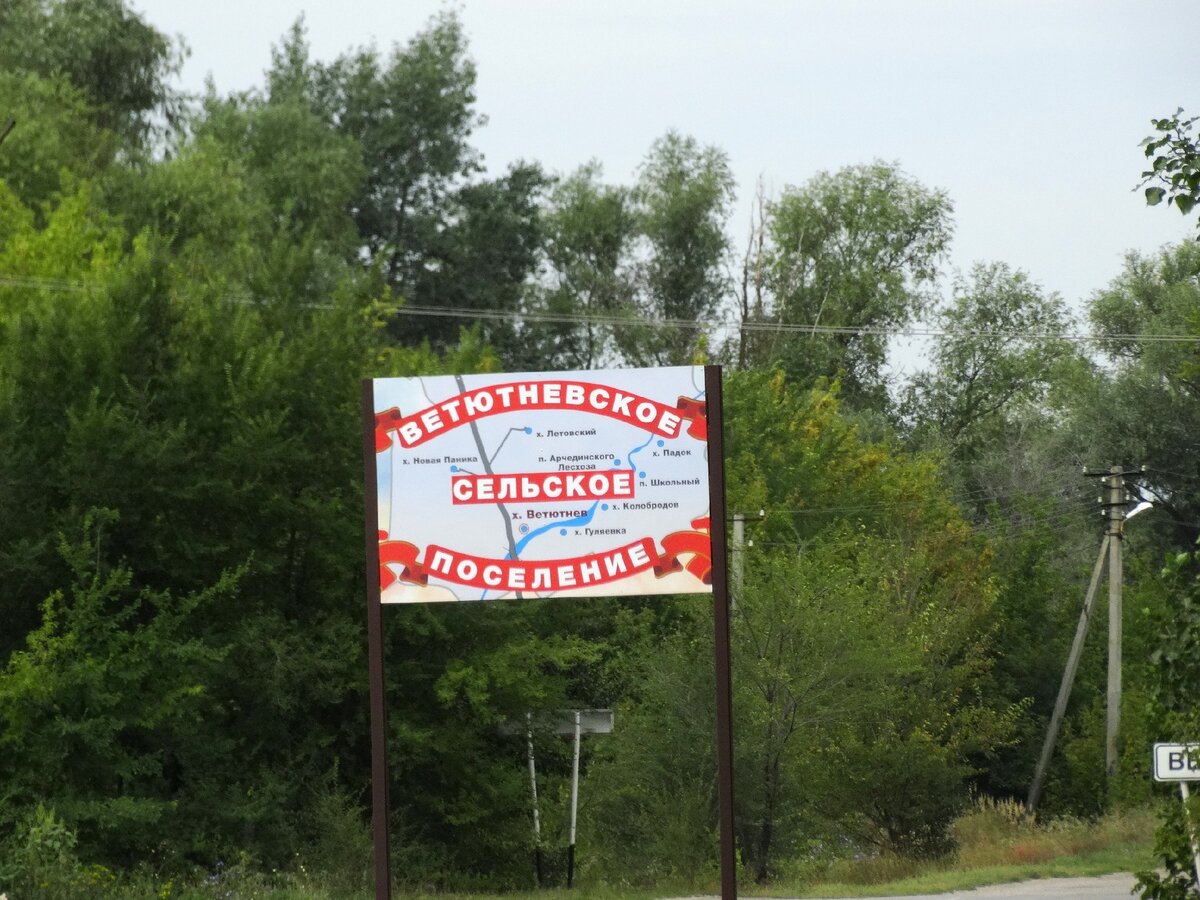 ВЕТЮТНЕВСКОЕ
х. Летовский
х. Падок
х. Новая Паника
п. Арчединского
Лесхоза
п. Школьный
СЕЛЬСКОЕ
х. Колобродов
х. Ветютнев
х. Гуляевка
ПОСЕЛЕНИЕ